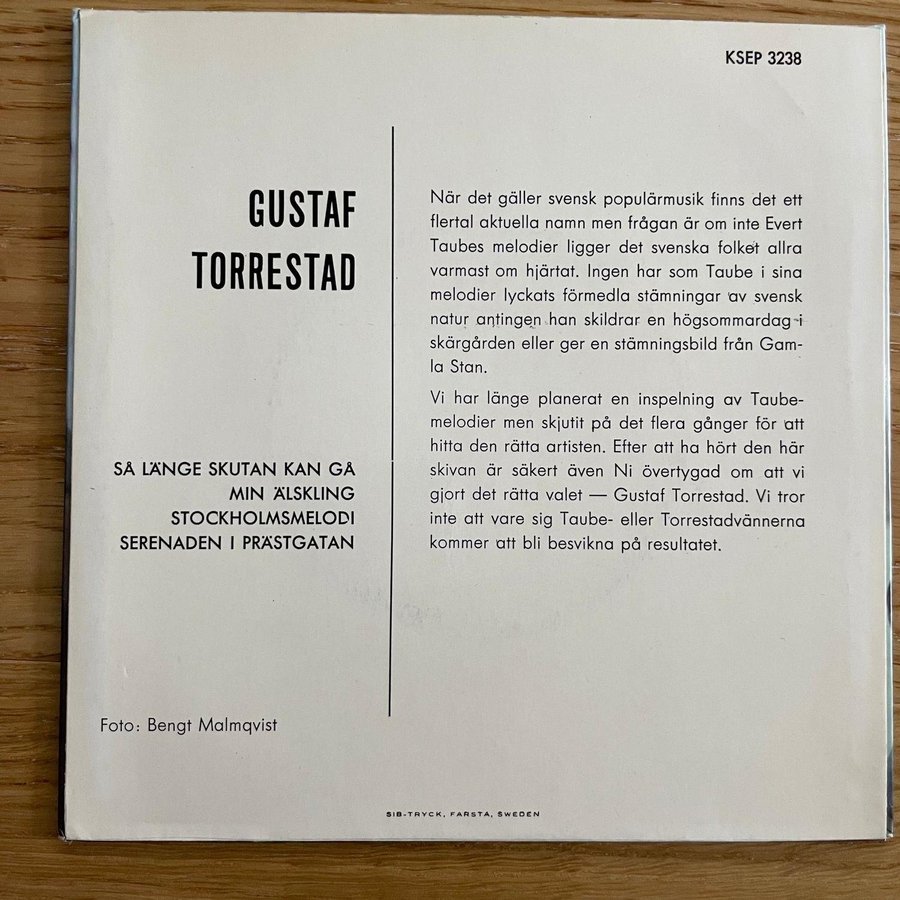 KSEP 3238
GUSTAF
TORRESTAD
SÅ LÄNGE SKUTAN KAN GÅ
MIN ÄLSKLING
STOCKHOLMSMELODI
SERENADEN I PRÄSTGATAN
Foto: Bengt Malmqvist
När det gäller svensk populärmusik finns det ett
flertal aktuella namn men frågan är om inte Evert
Taubes melodier ligger det svenska folket allra
varmast om hjärtat. Ingen har som Taube i sina
melodier lyckats förmedla stämningar av svensk
natur antingen han skildrar en högsommardag i
skärgården eller ger en stämningsbild från Gam-
la Stan.
Vi har länge planerat en inspelning av Taube-
melodier men skjutit på det flera gånger för att
hitta den rätta artisten. Efter att ha hört den här
skivan är säkert även Ni övertygad om att vi
gjort det rätta valet — Gustaf Torrestad. Vi tror
inte att vare sig Taube- eller Torrestadvännerna
kommer att bli besvikna på resultatet.
SIB-TRYCK, FARSTA, SWEDEN